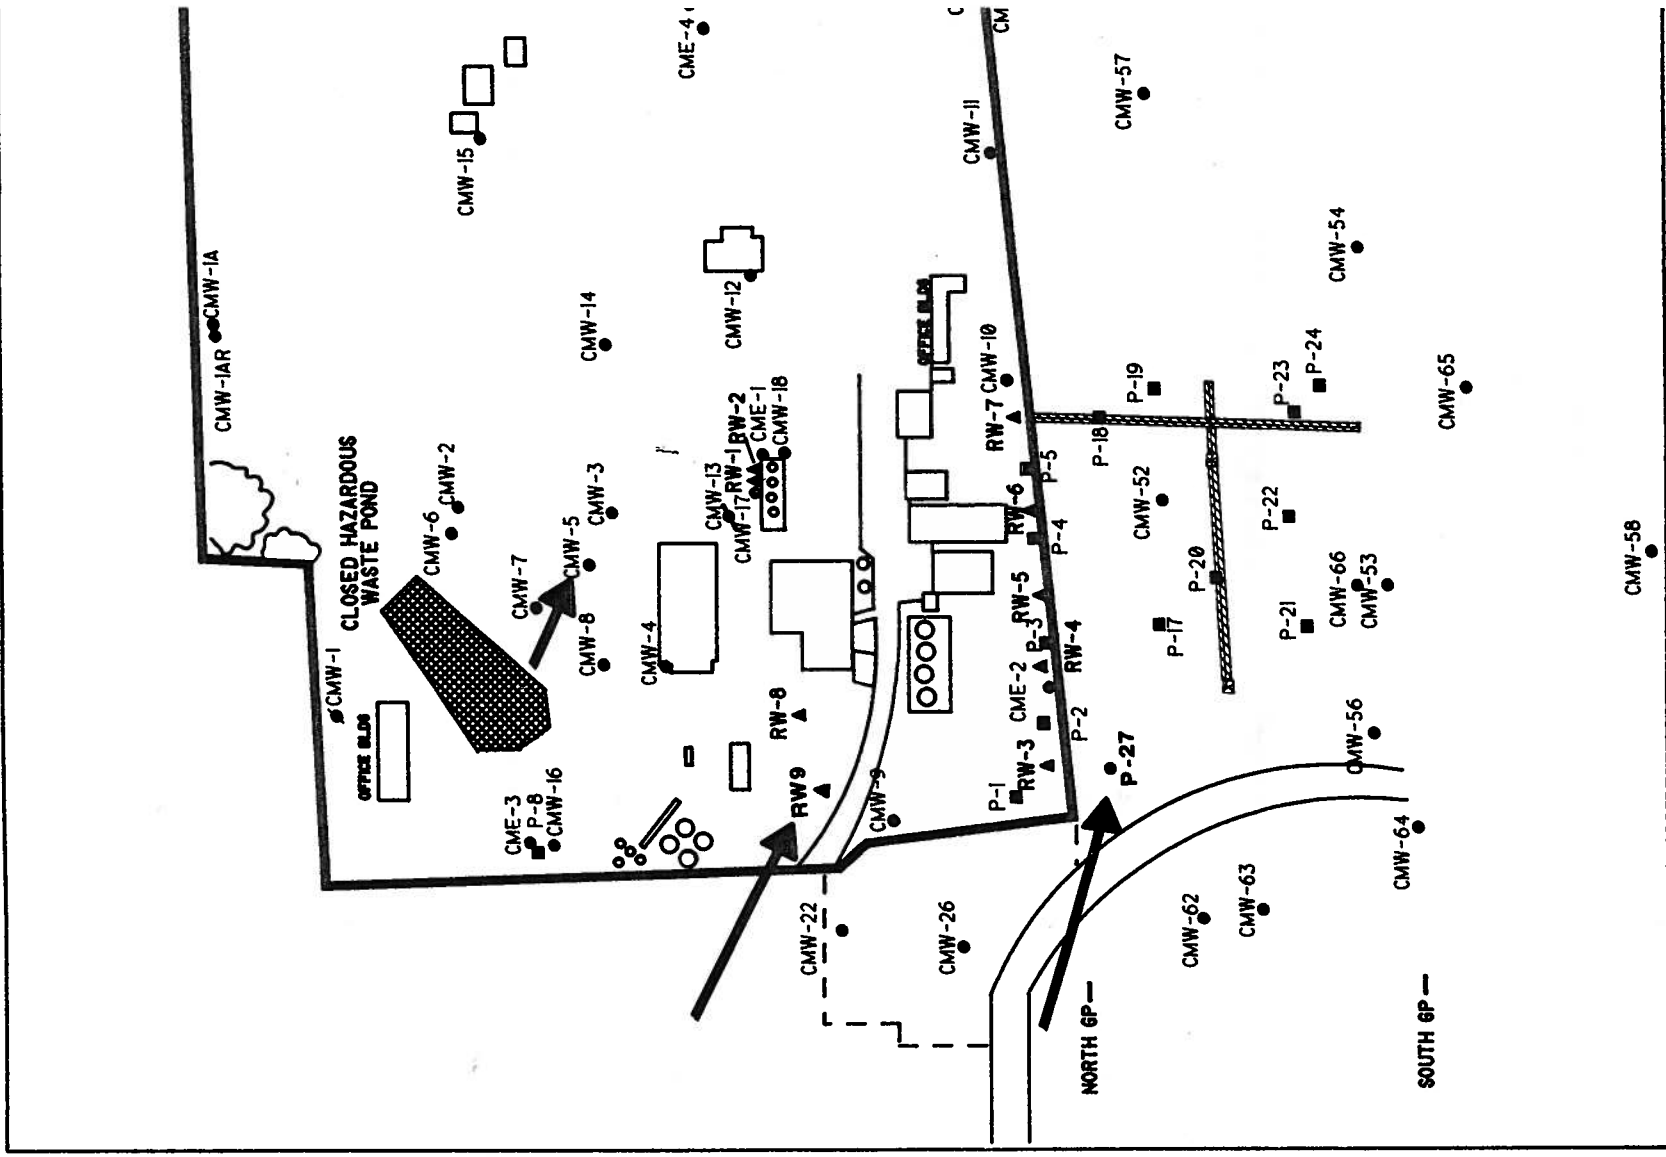 CME-4
C
CM
CMW-57
CMW-11
CMW-15
CMW-1A
CMW-1AR
CMW-54
CMW-14
CMW-12
OFFICE BLDG
CMW-10
RW-7
P-19
P-18
P-23
P-24
CMW-65
CLOSED HAZARDOUS
WASTE POND
CMW-2
CMW-6
CMW-3
CMW-5
CMW-7
CMW-8
CMW-4
CMW-13
CMW-17
RW-1
RW-2
CME-1
CMW-18
P-5
RW-6
P-4
CMW-52
P-22
P-20
RW-5
P-3
RW-4
P-17
P-21
CMW-66
CMW-53
CMW-58
CMW-1
OFFICE BLDG
CME-3
P-8
CMW-16
RW-8
RW9
CMW-9
CME-2
P-2
RW-3
P-1
P-27
CMW-56
CMW-64
CMW-63
CMW-62
CMW-22
CMW-26
NORTH GP
SOUTH GP